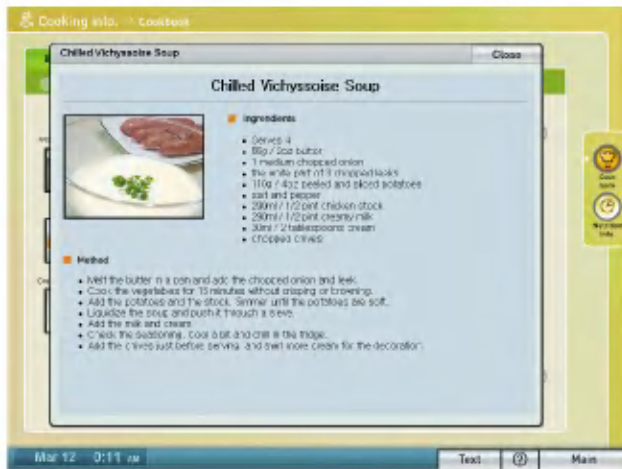 Cooking info. Cookbook
Chilled Vichyssoise Soup
Close
Chilled Vichyssoise Soup
Ingredients
Serves 4
/ 2oz butter
1 medium chopped onion
the white part of 3 chopped leaks
110g / 4oz peeled and sliced potatoes
salt and pepper
290ml / 1/2 pint chicken stock
290ml / 1/2 pint creamy milk
30ml / 2 tablespoons cream
chopped chives
Method
Melt the butter in a pan and add the chopped onion and leek.
Cook the vegetables for 15 minutes without crisping or browning.
Add the potatoes and the stock. Simmer until the potatoes are soft.
Liquidize the soup and push it through a sieve.
Add the milk and cream
Check the seasoning. Cool a bit and chill in the fridge.
Add the chives just before serving, and swirl more cream for the decoration.
Nutrition
Info
Mar 12 0:11 AM
Text
?
Main